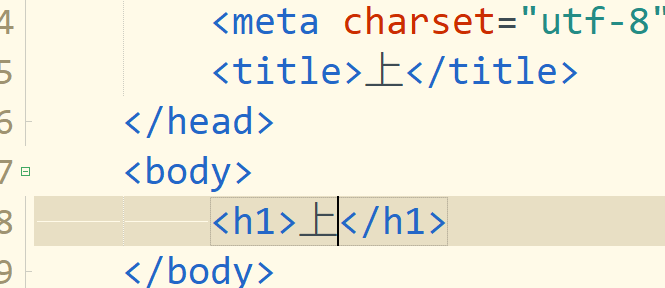 4 <meta charset="utf-8"
5 <title>上</title>
6 </head>
7 <body>
8 <h1>上</h1>
9 </body>